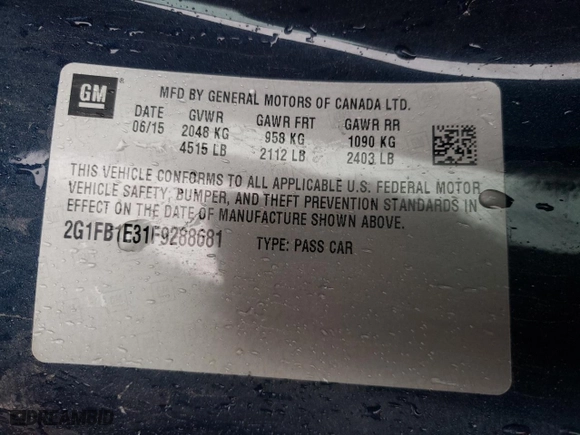 GM
MFD BY GENERAL MOTORS OF CANADA LTD.
DATE GVWR GAWR FRT GAWR RR
06/15 2048 KG 958 KG 1090 KG
4515 LB 2112 LB 2403 LB
THIS VEHICLE CONFORMS TO ALL APPLICABLE U.S. FEDERAL MOTOR
VEHICLE SAFETY, BUMPER, AND THEFT PREVENTION STANDARDS IN
EFFECT ON THE DATE OF MANUFACTURE SHOWN ABOVE.
2G1FB1E31F9288681 TYPE: PASS CAR
DREAMBID